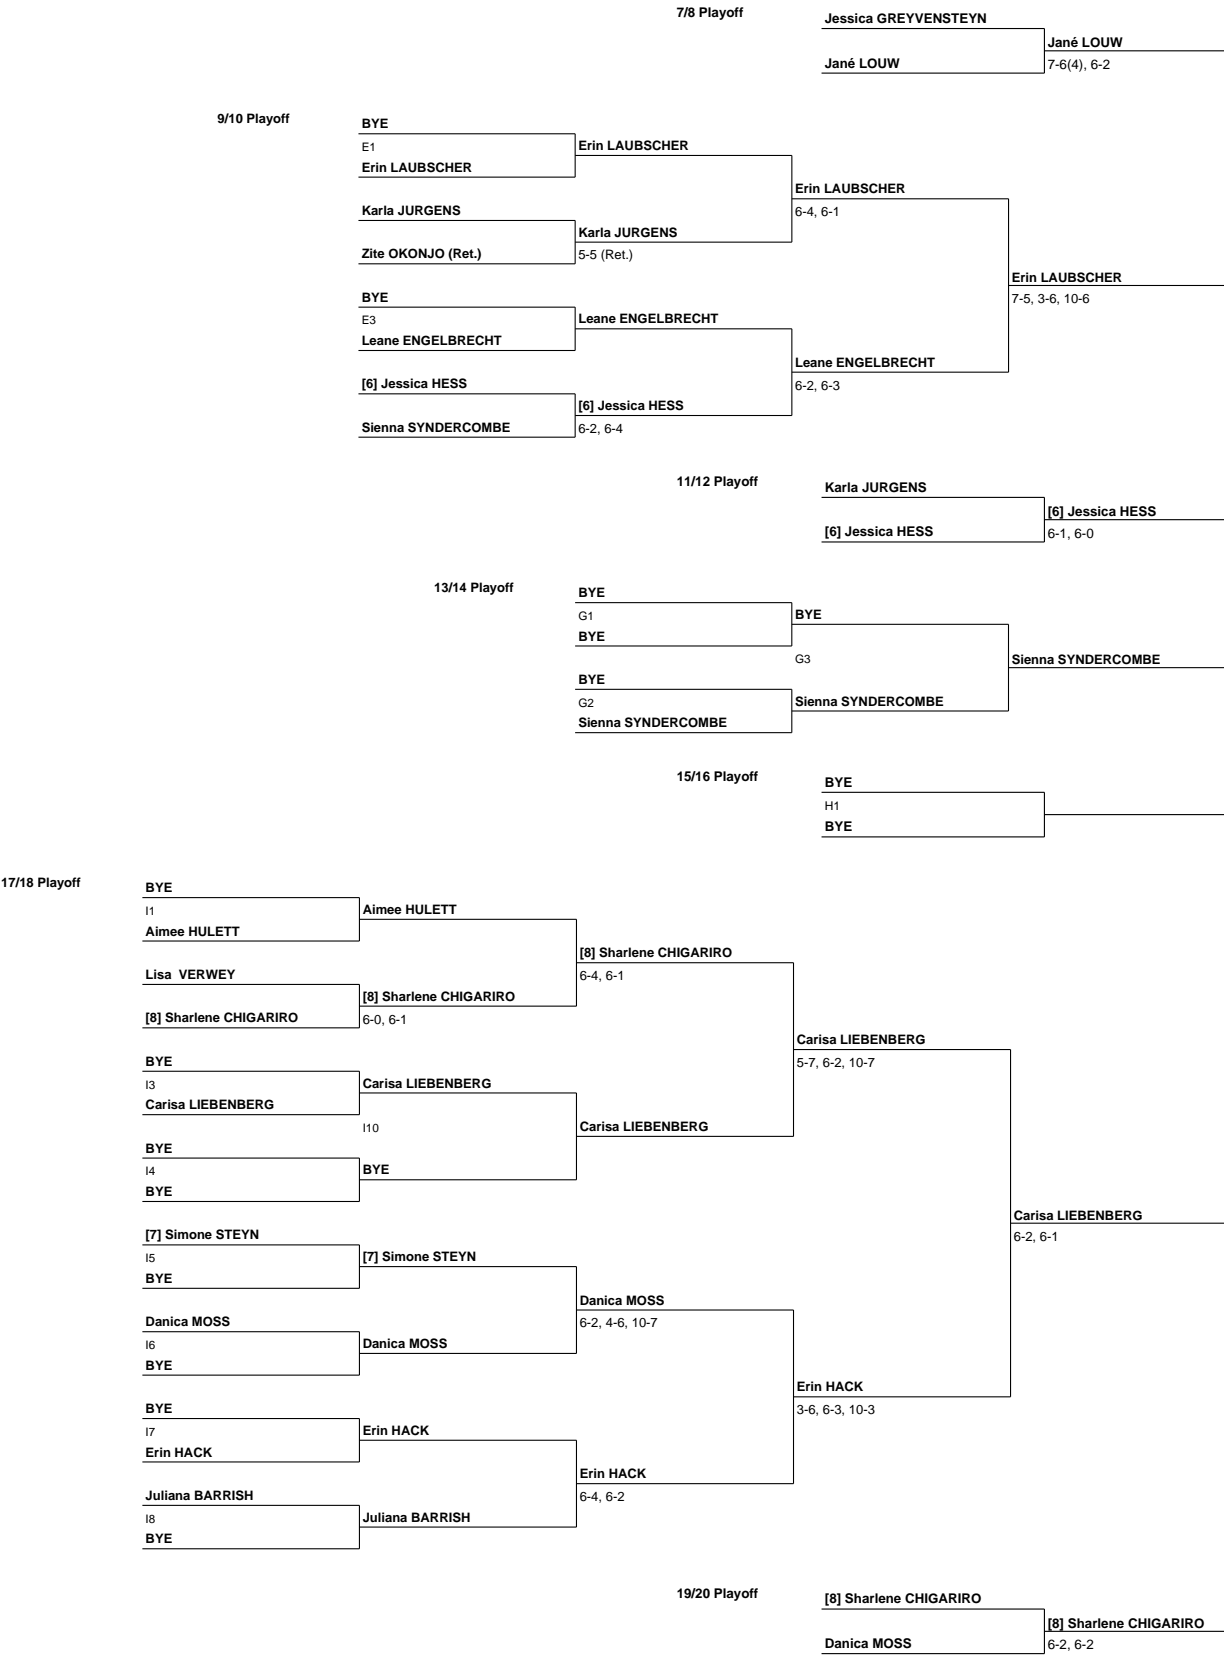 7/8 Playoff
Jessica GREYVENSTEYN
Jané LOUW
Jané LOUW
7-6(4), 6-2
9/10 Playoff
BYE
E1
Erin LAUBSCHER
Erin LAUBSCHER
Erin LAUBSCHER
6-4, 6-1
Karla JURGENS
Karla JURGENS
Zite OKONJO (Ret.)
5-5 (Ret.)
Erin LAUBSCHER
7-5, 3-6, 10-6
BYE
E3
Leane ENGELBRECHT
Leane ENGELBRECHT
Leane ENGELBRECHT
6-2, 6-3
[6] Jessica HESS
[6] Jessica HESS
Sienna SYNDERCOMBE
6-2, 6-4
11/12 Playoff
Karla JURGENS
[6] Jessica HESS
[6] Jessica HESS
6-1, 6-0
13/14 Playoff
BYE
G1
BYE
BYE
G3
Sienna SYNDERCOMBE
BYE
G2
Sienna SYNDERCOMBE
Sienna SYNDERCOMBE
15/16 Playoff
BYE
H1
BYE
17/18 Playoff
BYE
I1
Aimee HULETT
Aimee HULETT
[8] Sharlene CHIGARIRO
6-4, 6-1
Lisa  VERWEY
[8] Sharlene CHIGARIRO
[8] Sharlene CHIGARIRO
6-0, 6-1
Carisa LIEBENBERG
5-7, 6-2, 10-7
BYE
I3
Carisa LIEBENBERG
Carisa LIEBENBERG
I10
Carisa LIEBENBERG
BYE
I4
BYE
BYE
Carisa LIEBENBERG
6-2, 6-1
[7] Simone STEYN
I5
[7] Simone STEYN
BYE
Danica MOSS
6-2, 4-6, 10-7
Danica MOSS
I6
Danica MOSS
BYE
Erin HACK
3-6, 6-3, 10-3
BYE
I7
Erin HACK
Erin HACK
Erin HACK
6-4, 6-2
Juliana BARRISH
I8
Juliana BARRISH
BYE
19/20 Playoff
[8] Sharlene CHIGARIRO
[8] Sharlene CHIGARIRO
Danica MOSS
6-2, 6-2